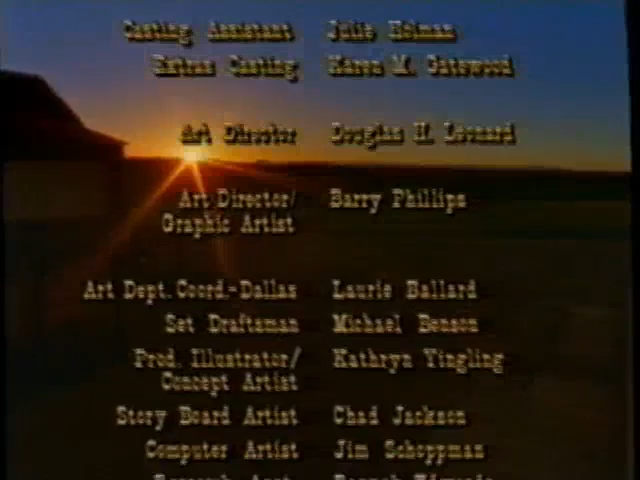 Casting Assistant Julie Holman
Extras Casting Karen M. Gatewood
Art Director Douglas H. Leonard
Art Director/ Barry Phillips
Graphic Artist
Art Dept. Coord.-Dallas Laurie Ballard
Set Draftsman Michael Benson
Prod. Illustrator/ Kathryn Yingling
Concept Artist
Story Board Artist Chad Jackson
Computer Artist Jim Schoppman